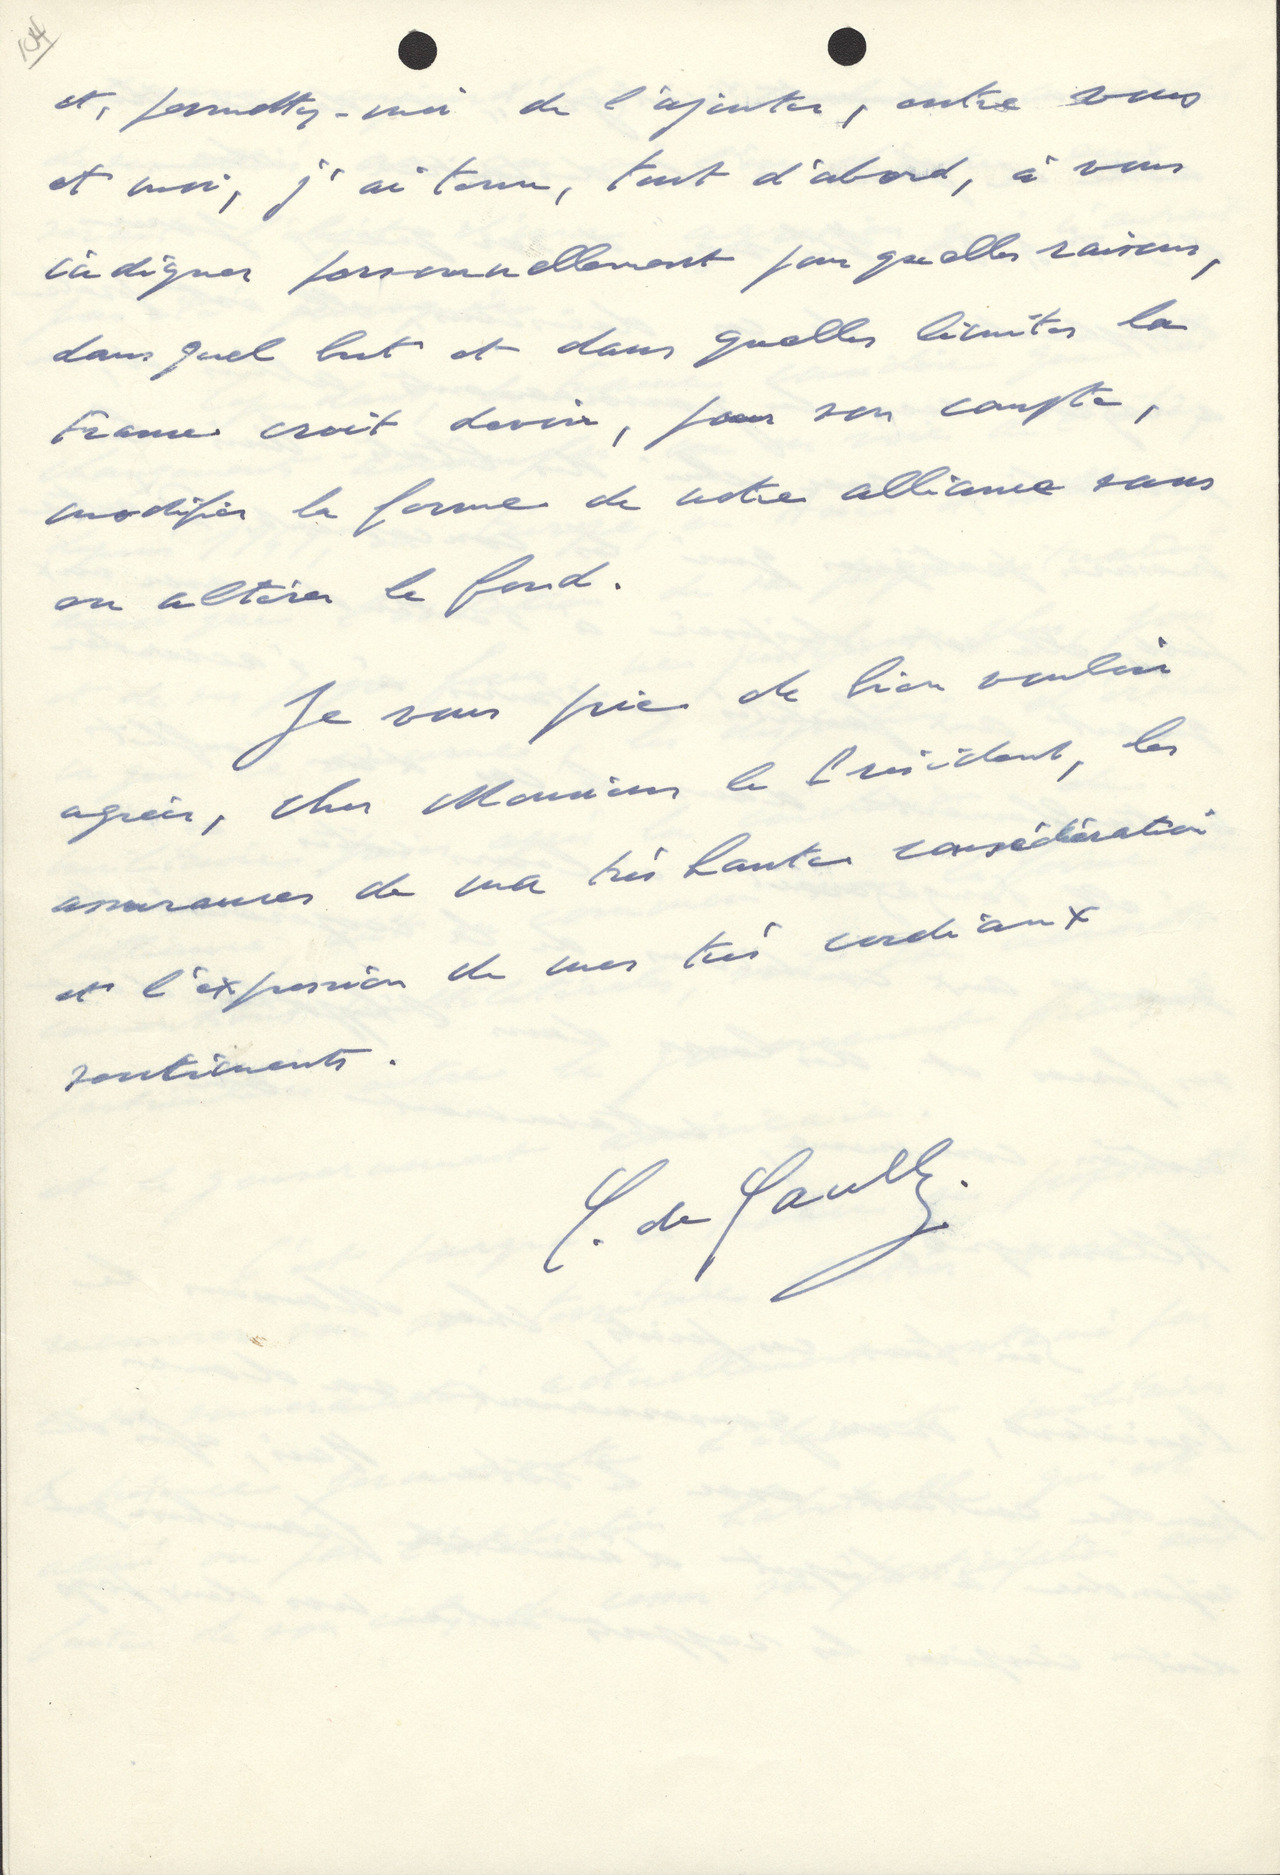 104
et, permettez-moi de l'ajouter, entre vous
et moi, j'ai tenu, tout d'abord, à vous
indiquer personnellement pour quelles raisons,
dans quel but et dans quelles limites la
France croit devoir, pour son compte,
modifier la forme de notre alliance sans
en altérer le fond.
Je vous prie de bien vouloir
agréer, cher Monsieur le Président, les
assurances de ma très haute considération
et l'expression de mes très cordiaux
sentiments.
C. de Gaulle.